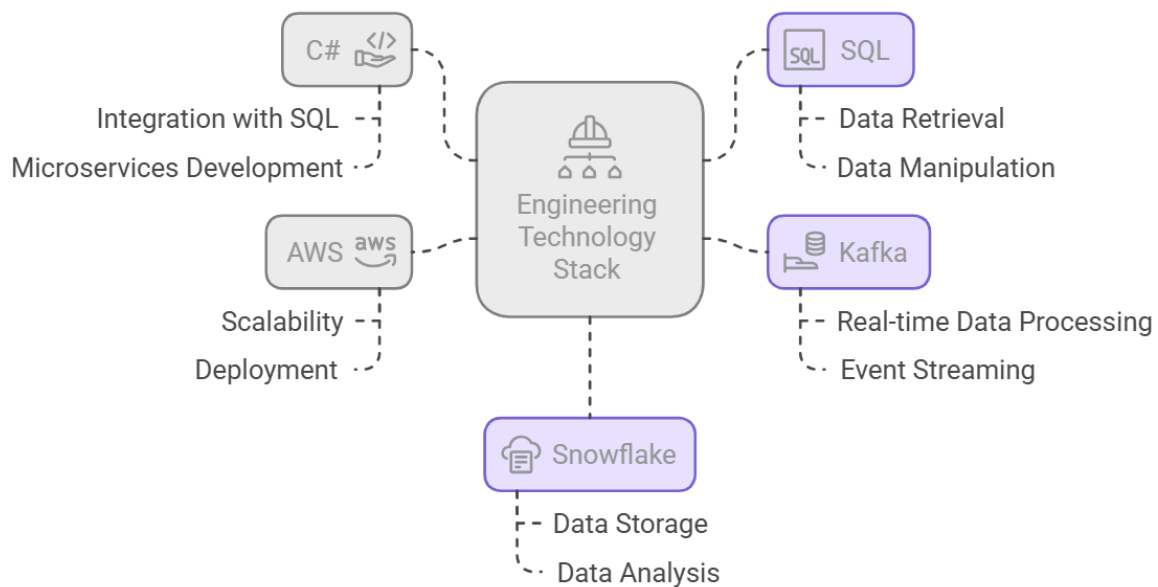 C#
Integration with SQL
Microservices Development
AWS aws
Scalability
Deployment
Engineering
Technology
Stack
SQL SQL
Data Retrieval
Data Manipulation
Kafka
Real-time Data Processing
Event Streaming
Snowflake
Data Storage
Data Analysis